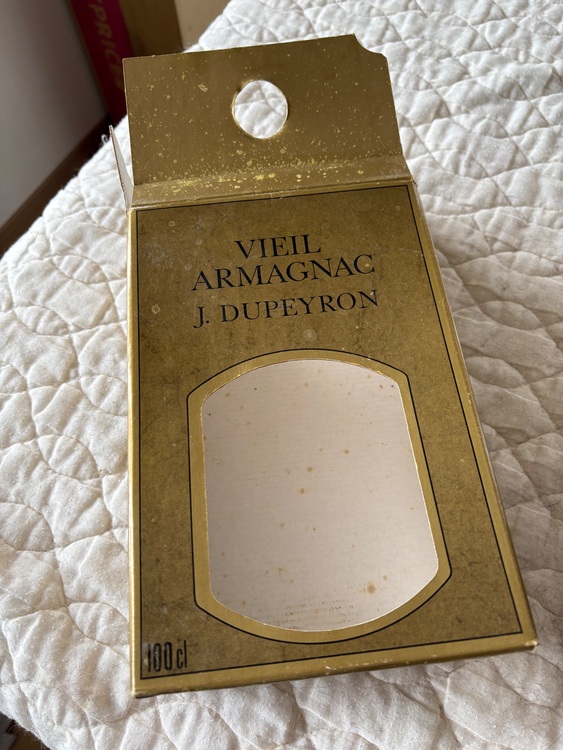 VIEIL
ARMAGNAC
J. DUPEYRON
100 cl